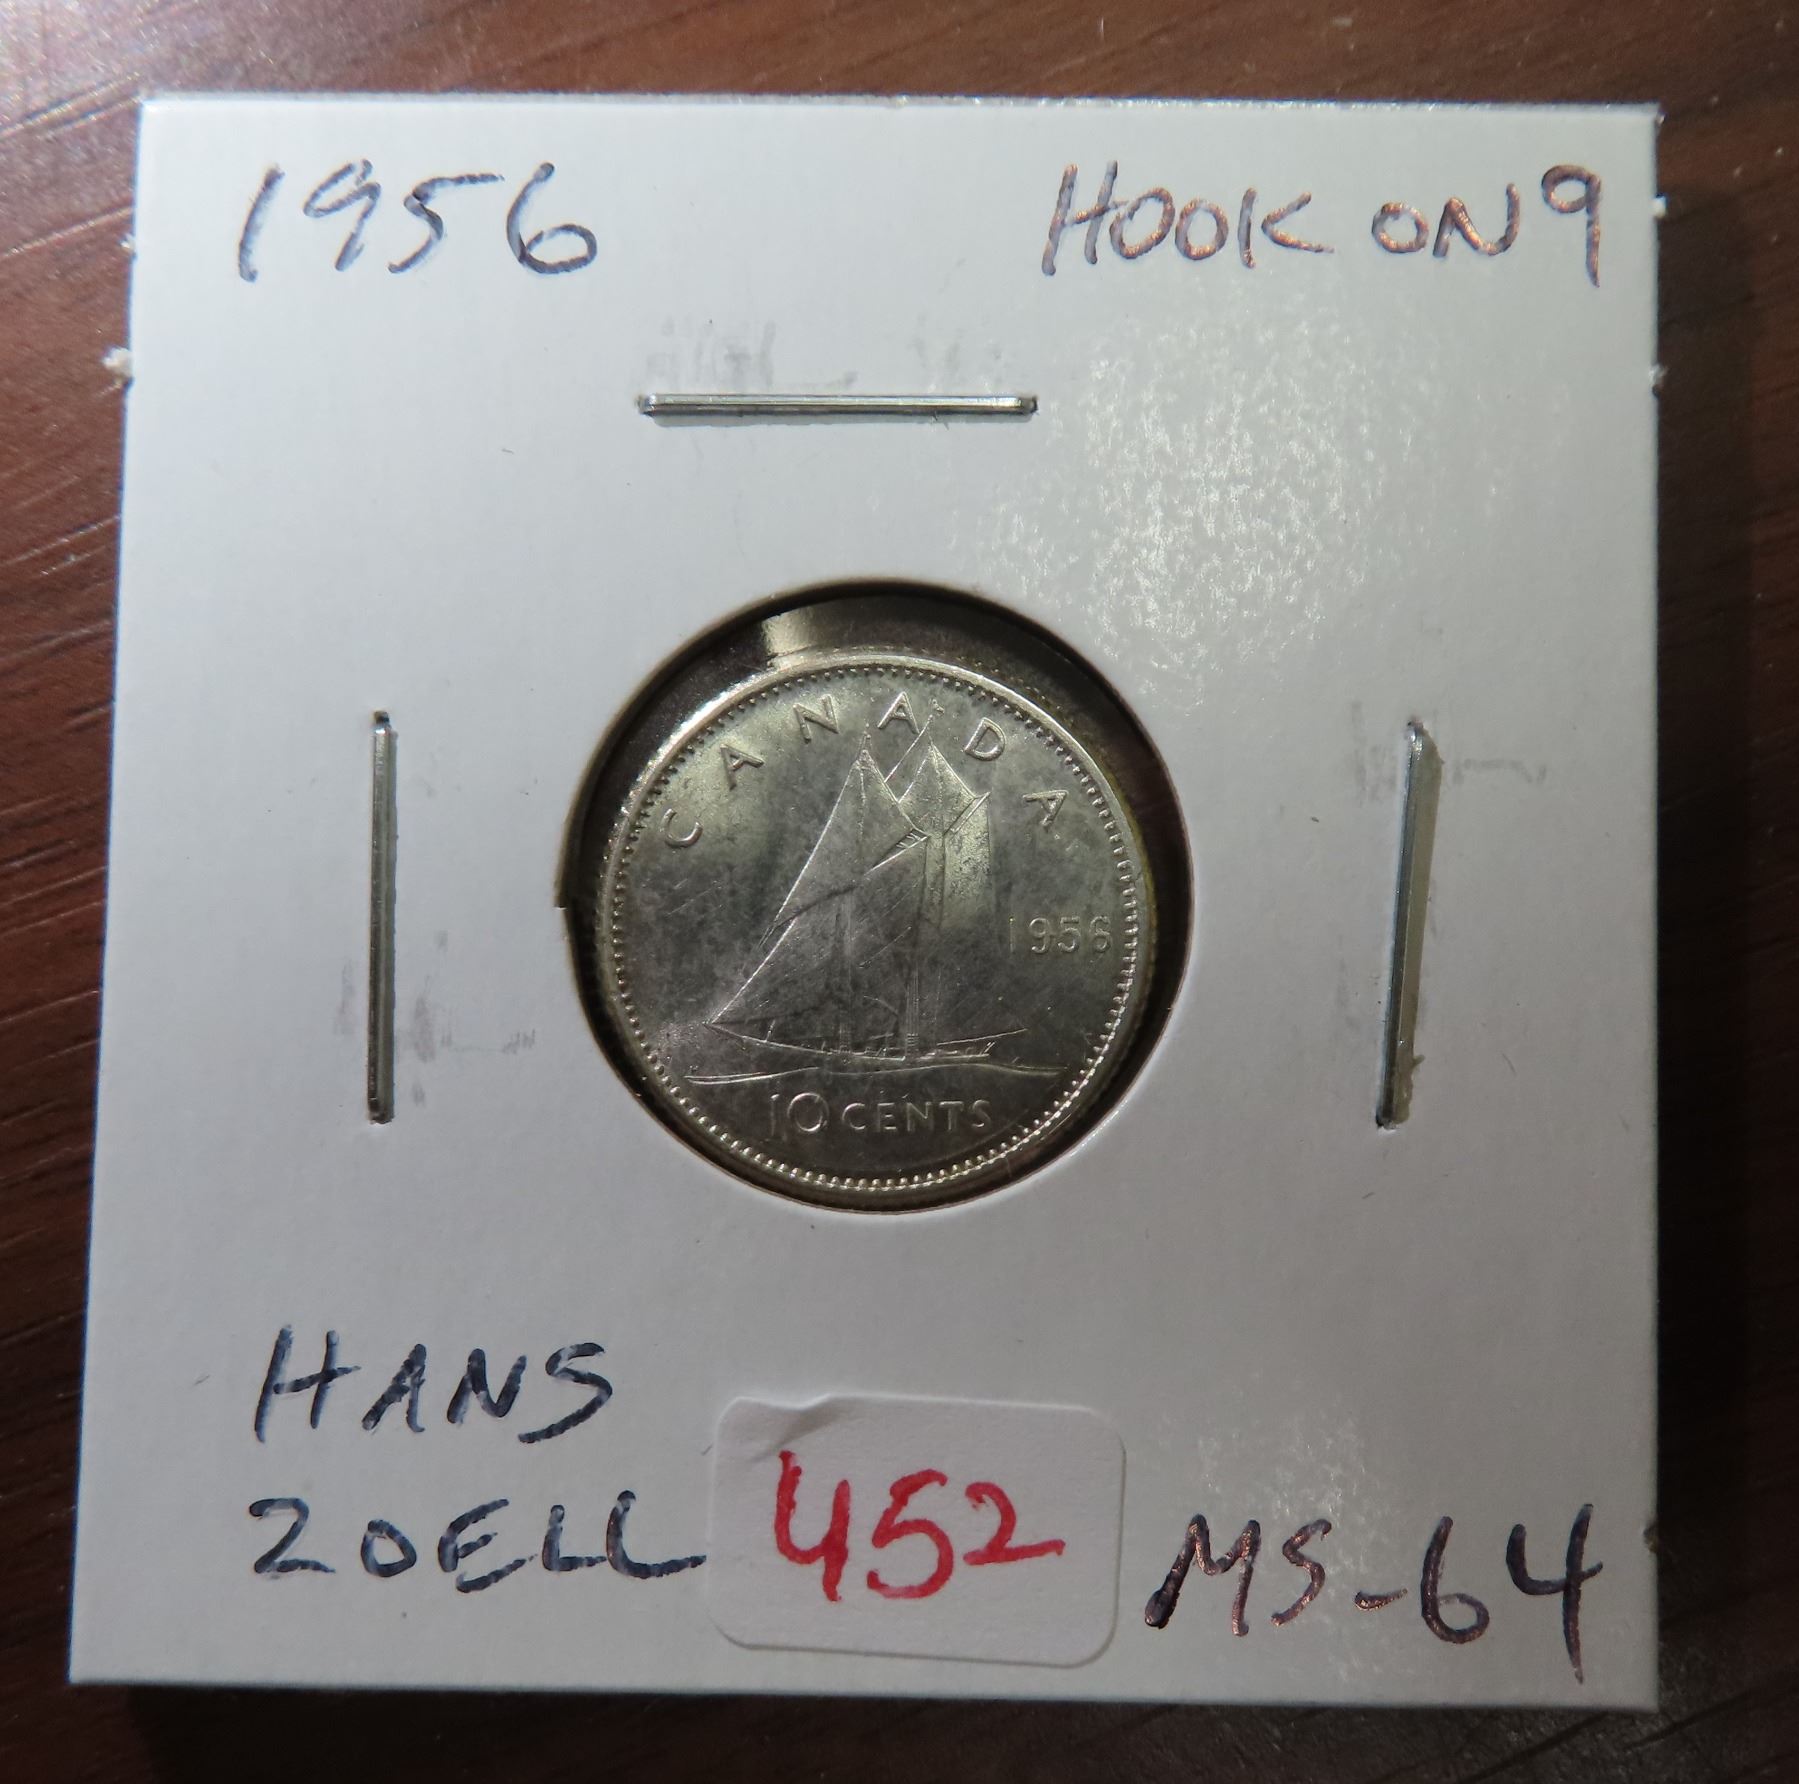 1956
HOOK ON 9
CANADA
1956
10 CENTS
HANS
ZOELL
452
MS-64